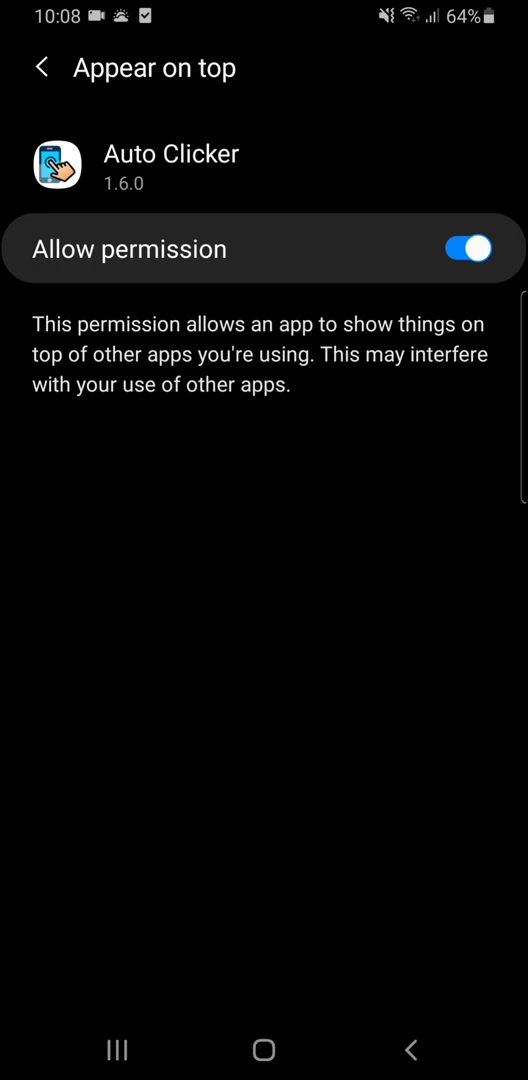 10:08 64%
Appear on top
Auto Clicker
1.6.0
Allow permission
This permission allows an app to show things on
top of other apps you're using. This may interfere
with your use of other apps.